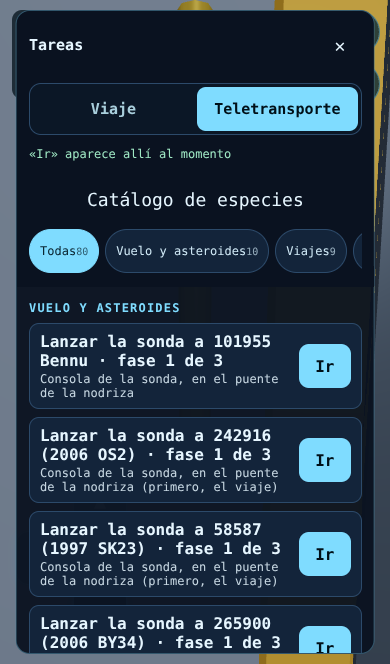 Tareas ×
Viaje Teletransporte
«Ir» aparece allí al momento
Catálogo de especies
Todas80 Vuelo y asteroides10 Viajes9
VUELO Y ASTEROIDES
Lanzar la sonda a 101955
Bennu · fase 1 de 3
Consola de la sonda, en el puente
de la nodriza
Ir
Lanzar la sonda a 242916
(2006 OS2) · fase 1 de 3
Consola de la sonda, en el puente
de la nodriza (primero, el viaje)
Ir
Lanzar la sonda a 58587
(1997 SK23) · fase 1 de 3
Consola de la sonda, en el puente
de la nodriza (primero, el viaje)
Ir
Lanzar la sonda a 265900
(2006 BY34) · fase 1 de 3
Ir